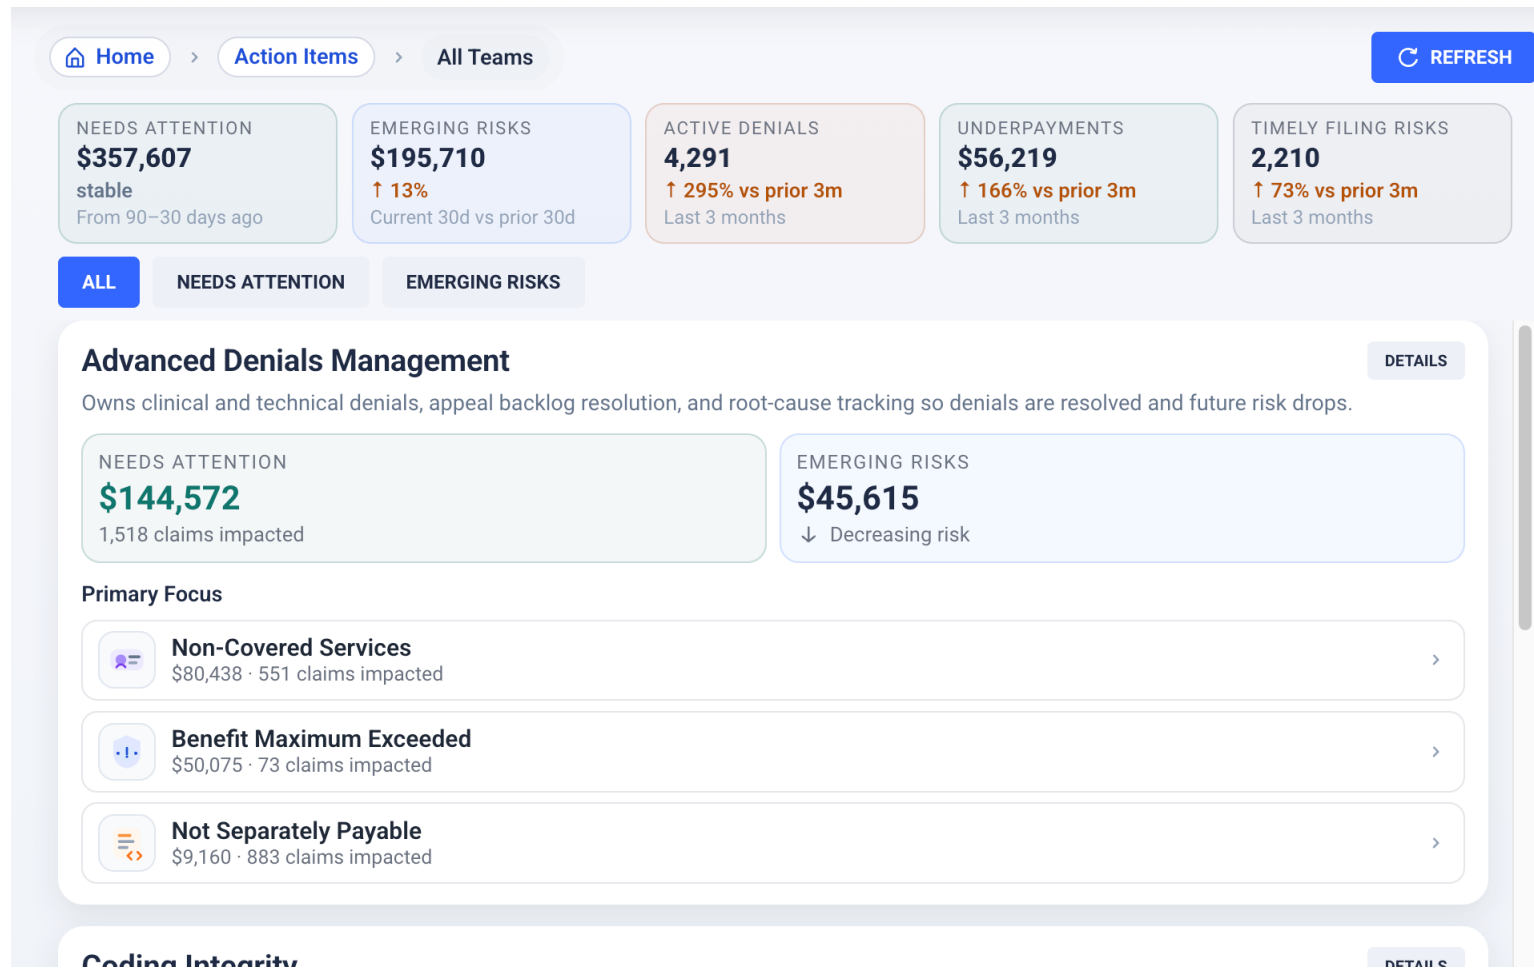 Home › Action Items › All Teams
REFRESH
NEEDS ATTENTION
$357,607
stable
From 90–30 days ago
EMERGING RISKS
$195,710
↑ 13%
Current 30d vs prior 30d
ACTIVE DENIALS
4,291
↑ 295% vs prior 3m
Last 3 months
UNDERPAYMENTS
$56,219
↑ 166% vs prior 3m
Last 3 months
TIMELY FILING RISKS
2,210
↑ 73% vs prior 3m
Last 3 months
ALL
NEEDS ATTENTION
EMERGING RISKS
Advanced Denials Management
DETAILS
Owns clinical and technical denials, appeal backlog resolution, and root-cause tracking so denials are resolved and future risk drops.
NEEDS ATTENTION
$144,572
1,518 claims impacted
EMERGING RISKS
$45,615
↓ Decreasing risk
Primary Focus
Non-Covered Services
$80,438 · 551 claims impacted
Benefit Maximum Exceeded
$50,075 · 73 claims impacted
Not Separately Payable
$9,160 · 883 claims impacted
Coding Integrity
DETAILS